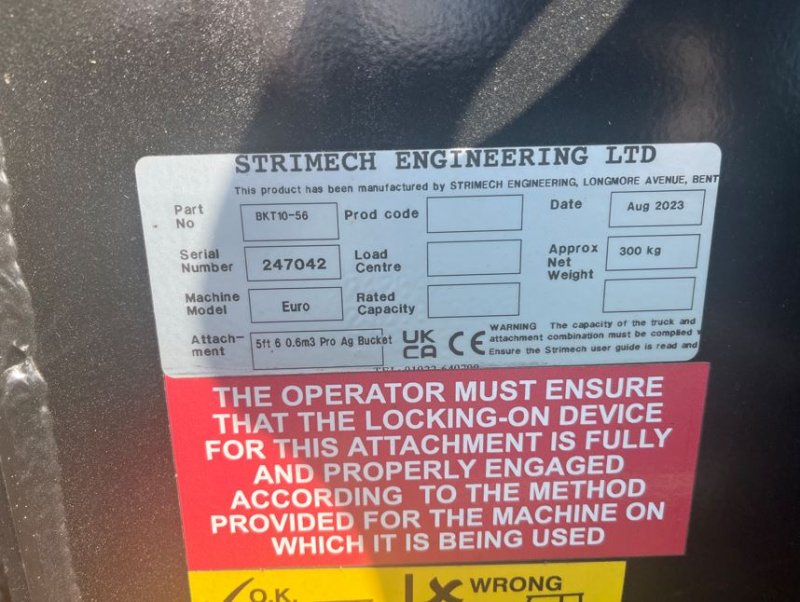 STRIMECH ENGINEERING LTD
This product has been manufactured by STRIMECH ENGINEERING, LONGMORE AVENUE, BENT
Part No BKT10-56 Prod code Date Aug 2023
Serial Number 247042 Load Centre Approx Net Weight 300 kg
Machine Model Euro Rated Capacity
Attach-ment 5ft 6 0.6m3 Pro Ag Bucket UK CA CE
WARNING The capacity of the truck and
attachment combination must be complied
Ensure the Strimech user guide is read and
THE OPERATOR MUST ENSURE
THAT THE LOCKING-ON DEVICE
FOR THIS ATTACHMENT IS FULLY
AND PROPERLY ENGAGED
ACCORDING TO THE METHOD
PROVIDED FOR THE MACHINE ON
WHICH IT IS BEING USED
O.K. WRONG